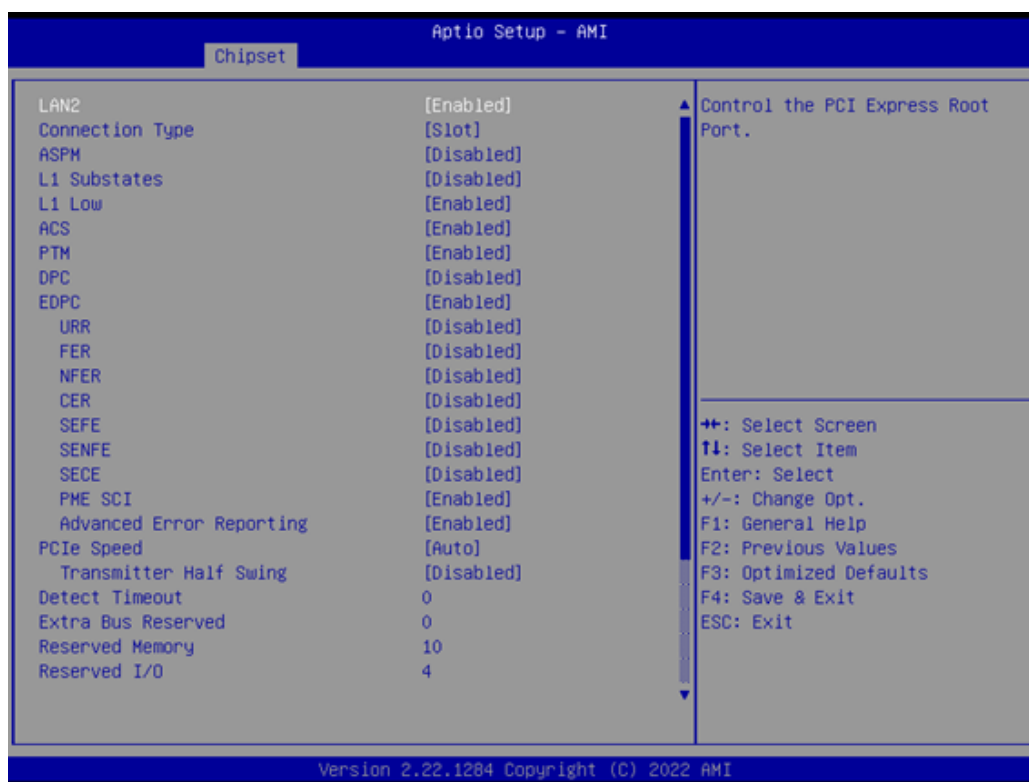 Aptio Setup - AMI
Chipset
LAN2 [Enabled]
Connection Type [Slot]
ASPM [Disabled]
L1 Substates [Disabled]
L1 Low [Enabled]
ACS [Enabled]
PTM [Enabled]
DPC [Disabled]
EDPC [Enabled]
URR [Disabled]
FER [Disabled]
NFER [Disabled]
CER [Disabled]
SEFE [Disabled]
SENFE [Disabled]
SECE [Disabled]
PME SCI [Enabled]
Advanced Error Reporting [Enabled]
PCIe Speed [Auto]
Transmitter Half Swing [Disabled]
Detect Timeout 0
Extra Bus Reserved 0
Reserved Memory 10
Reserved I/O 4
Control the PCI Express Root
Port.
→←: Select Screen
↑↓: Select Item
Enter: Select
+/-: Change Opt.
F1: General Help
F2: Previous Values
F3: Optimized Defaults
F4: Save & Exit
ESC: Exit
Version 2.22.1284 Copyright (C) 2022 AMI